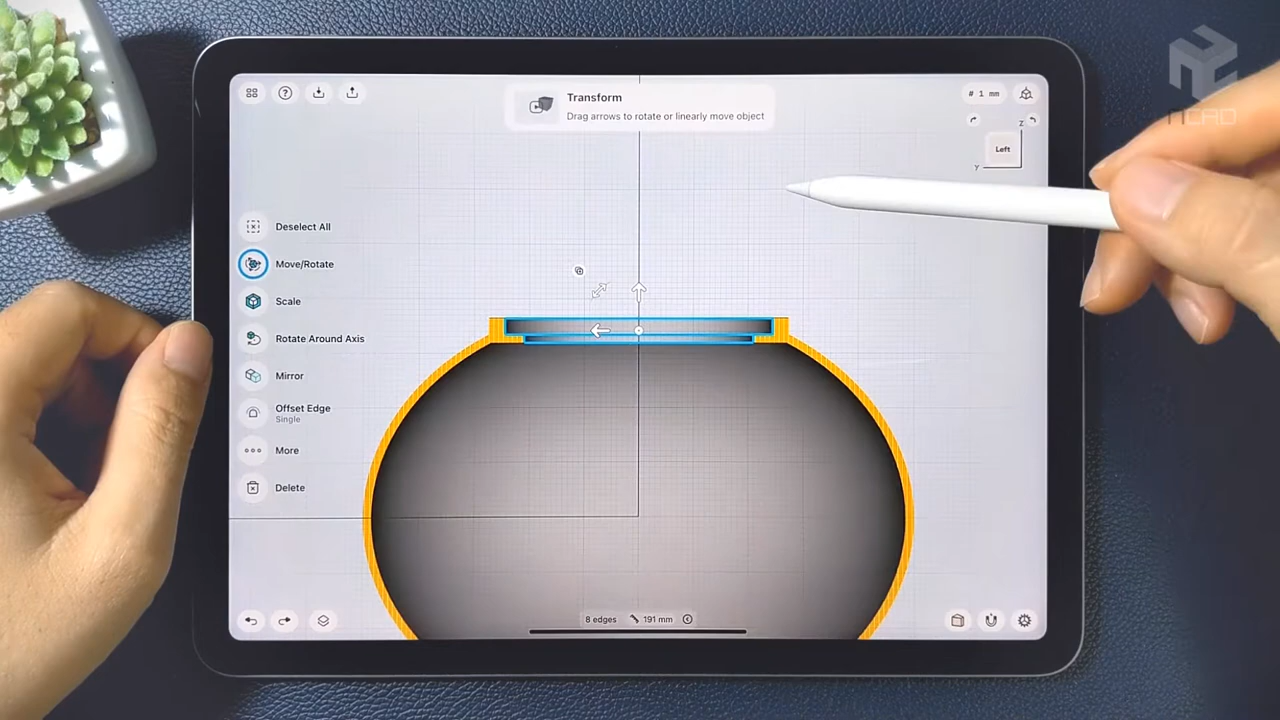 Transform
Drag arrows to rotate or linearly move object
# 1 mm
NCAD
Z
Left
Y
Deselect All
Move/Rotate
Scale
Rotate Around Axis
Mirror
Offset Edge
Single
More
Delete
8 edges
191 mm